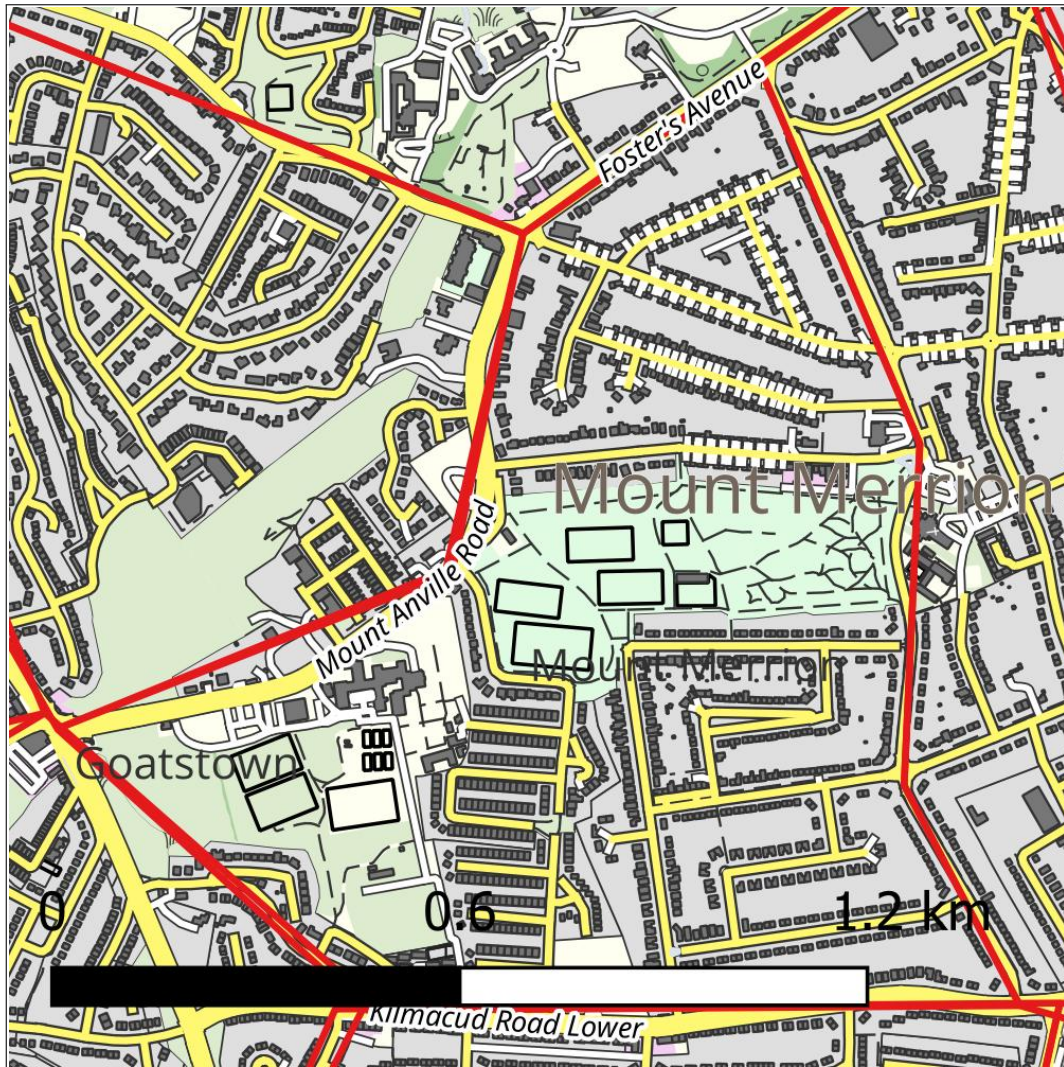 Foster's Avenue
Mount Merrion
Mount Anville Road
Mount Merrion
Goatstown
0 0.6 1.2 km
Kilmacud Road Lower